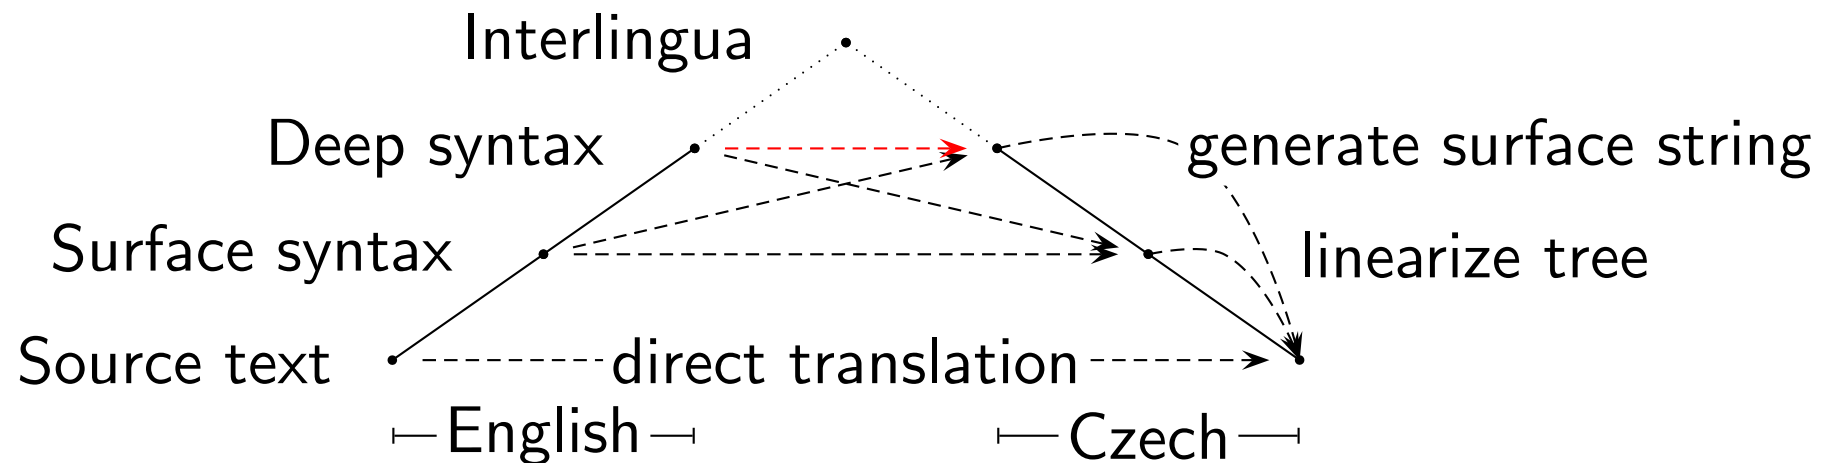 Interlingua
Deep syntax
generate surface string
Surface syntax
linearize tree
Source text
direct translation
English
Czech